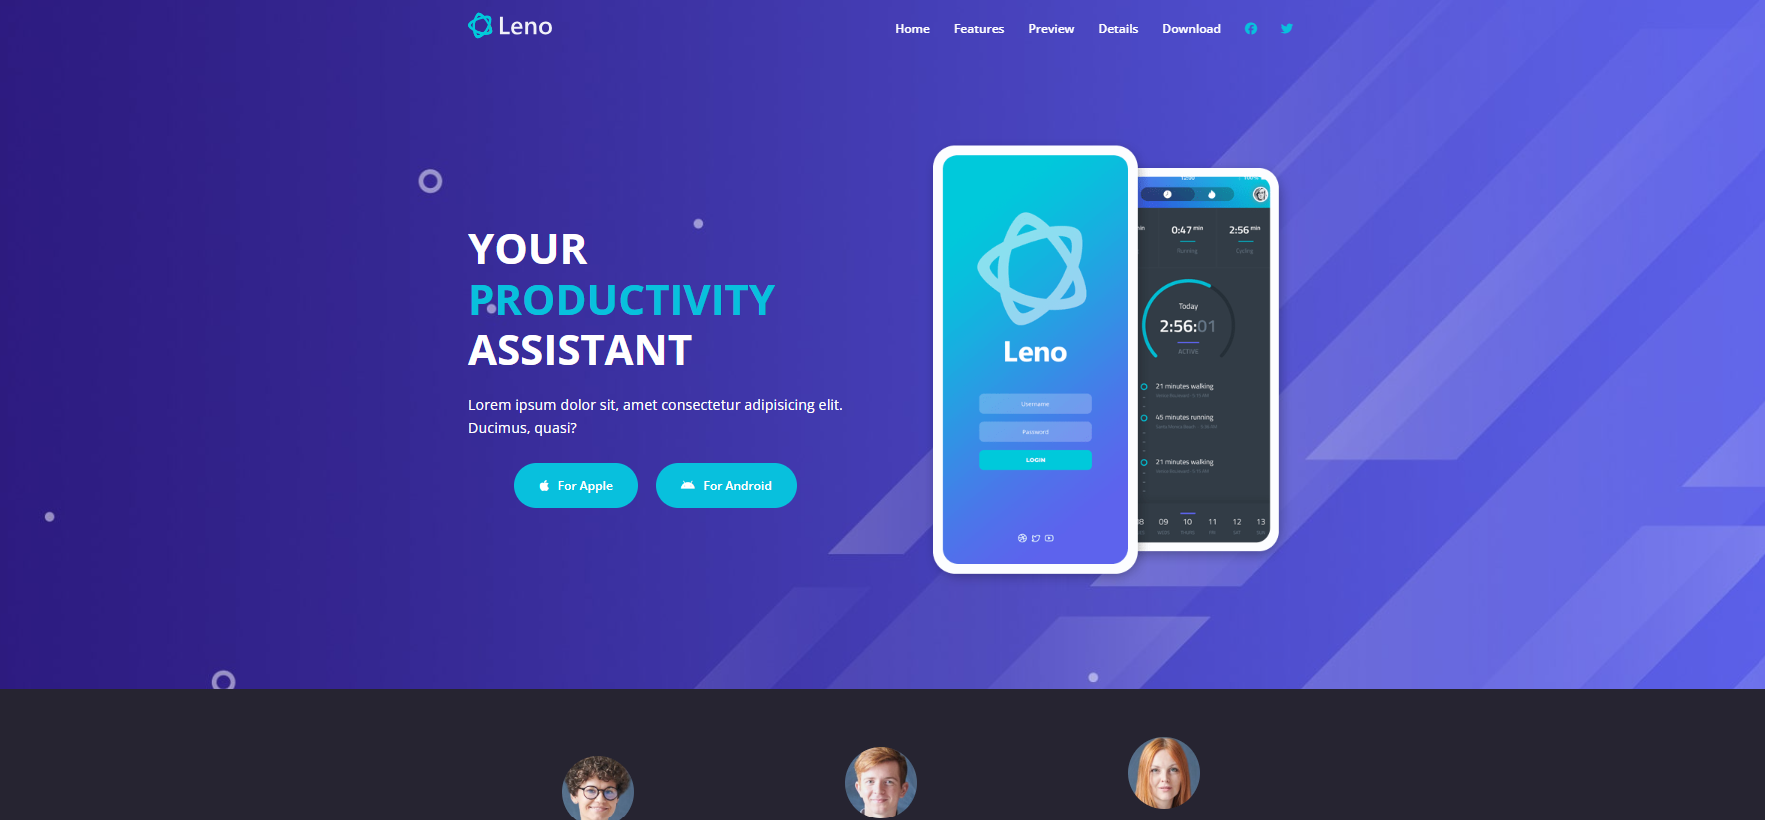 Leno
Home Features Preview Details Download
YOUR
PRODUCTIVITY
ASSISTANT
Lorem ipsum dolor sit, amet consectetur adipisicing elit.
Ducimus, quasi?
For Apple
For Android
Leno
Username
Password
LOGIN
min 0:47 min 2:56 min
Running Cycling
Today
2:56:01
ACTIVE
21 minutes walking
45 minutes running
21 minutes walking
09 10 11 12 13